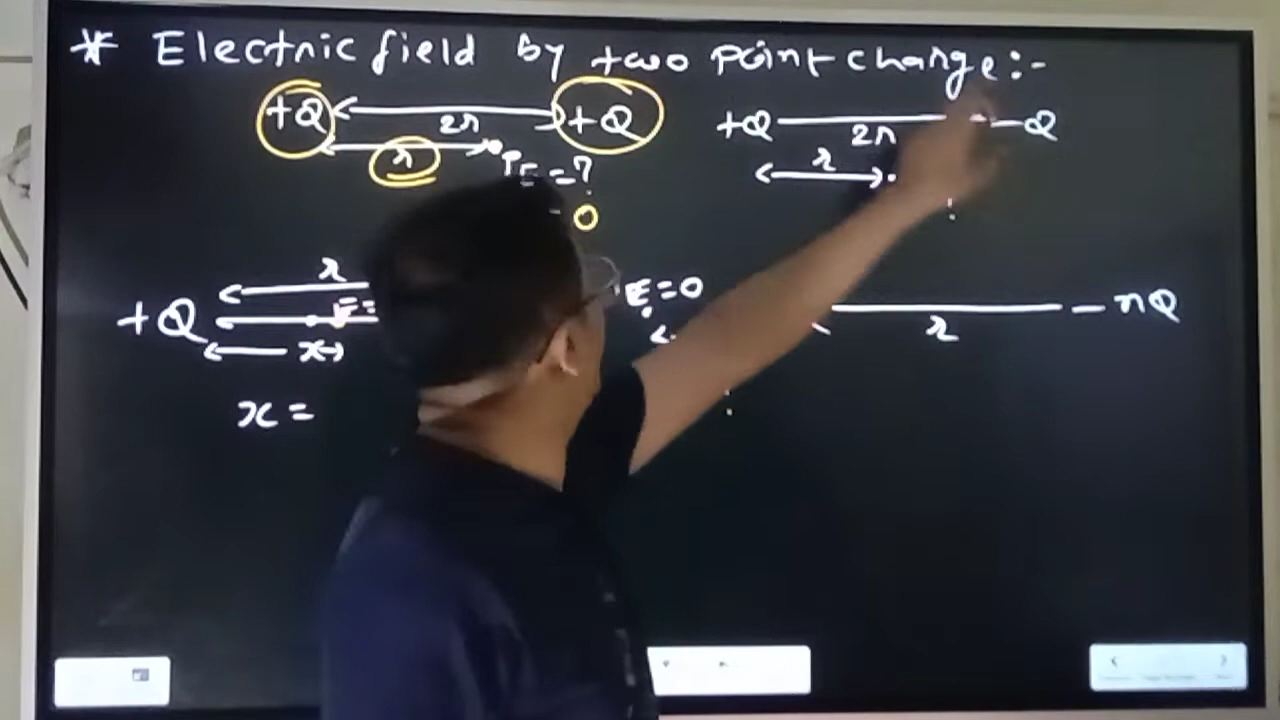 * Electric field by two point charge:-
+Q 2r +Q
r P E = ?
= 0
+Q 2r -Q
r
r
+Q E=
x
x =
E=0
r -nQ